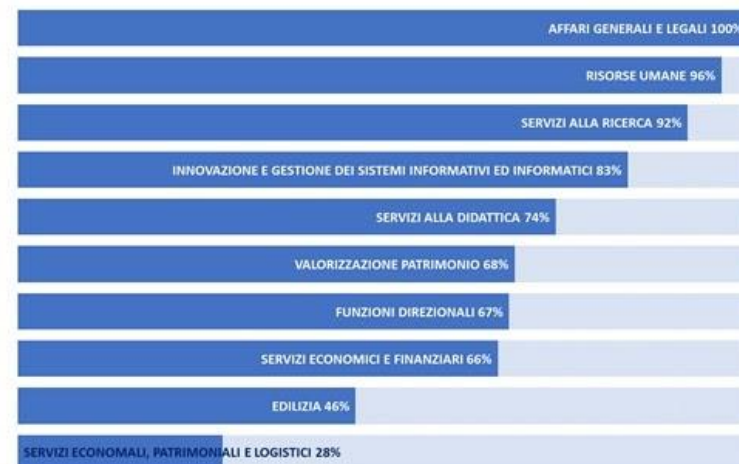 AFFARI GENERALI E LEGALI 100%
RISORSE UMANE 96%
SERVIZI ALLA RICERCA 92%
INNOVAZIONE E GESTIONE DEI SISTEMI INFORMATIVI ED INFORMATICI 83%
SERVIZI ALLA DIDATTICA 74%
VALORIZZAZIONE PATRIMONIO 68%
FUNZIONI DIREZIONALI 67%
SERVIZI ECONOMICI E FINANZIARI 66%
EDILIZIA 46%
SERVIZI ECONOMALI, PATRIMONIALI E LOGISTICI 28%